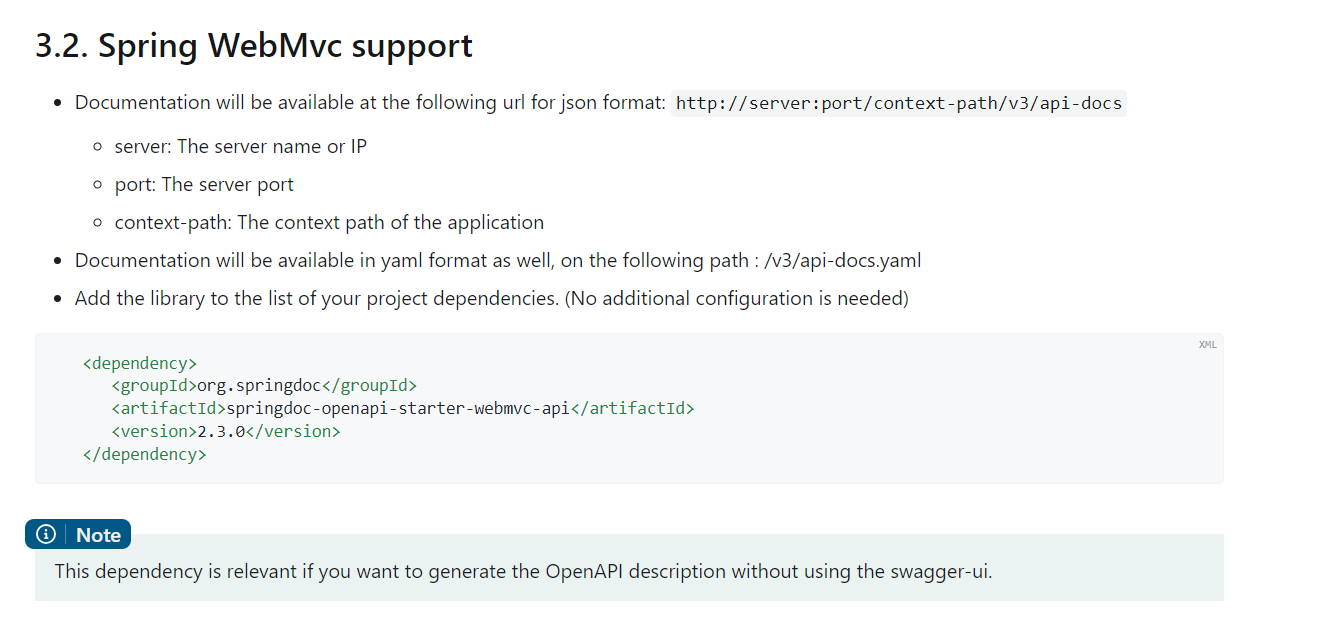 3.2. Spring WebMvc support
• Documentation will be available at the following url for json format: http://server:port/context-path/v3/api-docs
◦ server: The server name or IP
◦ port: The server port
◦ context-path: The context path of the application
• Documentation will be available in yaml format as well, on the following path : /v3/api-docs.yaml
• Add the library to the list of your project dependencies. (No additional configuration is needed)
XML
<dependency>
<groupId>org.springdoc</groupId>
<artifactId>springdoc-openapi-starter-webmvc-api</artifactId>
<version>2.3.0</version>
</dependency>
Note
This dependency is relevant if you want to generate the OpenAPI description without using the swagger-ui.